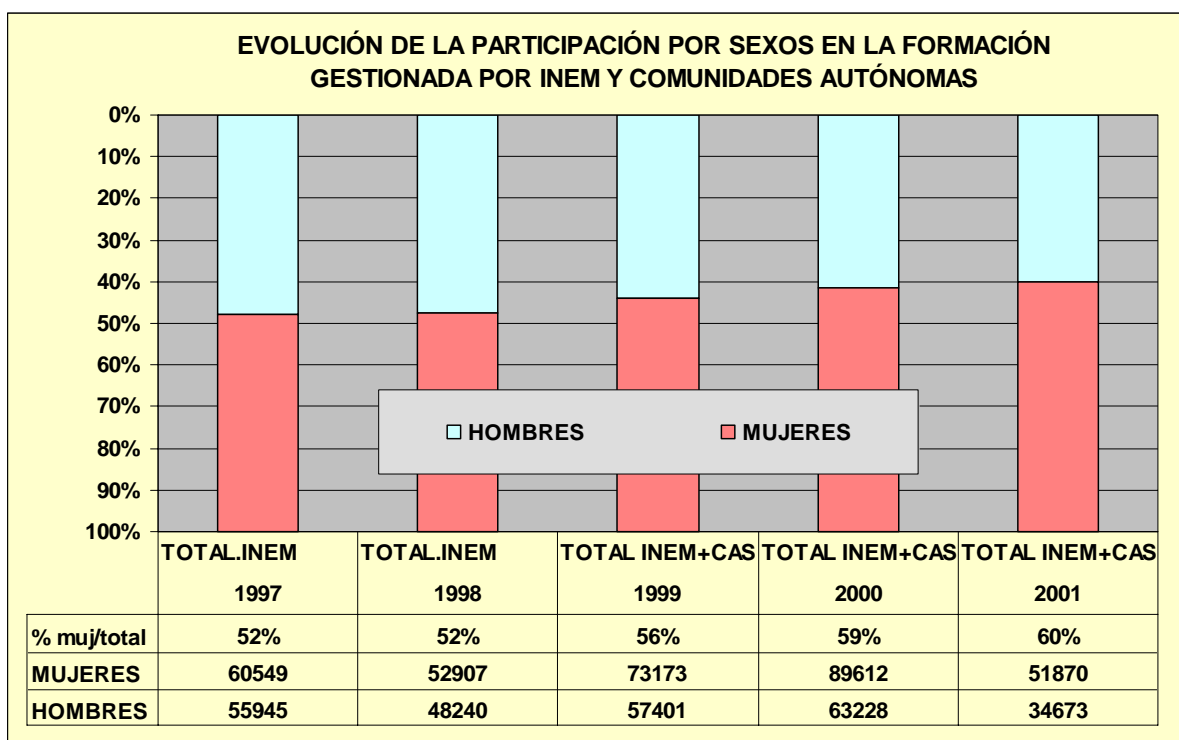 EVOLUCIÓN DE LA PARTICIPACIÓN POR SEXOS EN LA FORMACIÓN
GESTIONADA POR INEM Y COMUNIDADES AUTÓNOMAS
0%
10%
20%
30%
40%
50%
60%
70%
80%
90%
100%
HOMBRES MUJERES
TOTAL.INEM TOTAL.INEM TOTAL INEM+CAS TOTAL INEM+CAS TOTAL INEM+CAS
1997 1998 1999 2000 2001
% muj/total 52% 52% 56% 59% 60%
MUJERES 60549 52907 73173 89612 51870
HOMBRES 55945 48240 57401 63228 34673